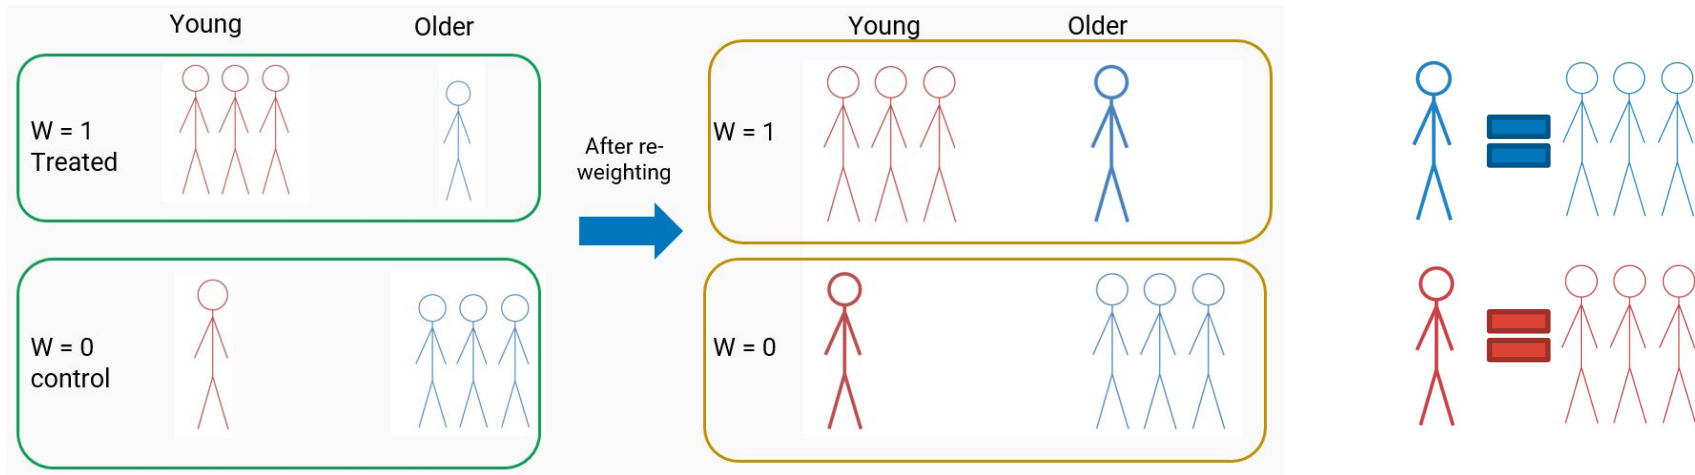 Young
Older
W = 1
Treated
W = 0
control
After re-
weighting
Young
Older
W = 1
W = 0